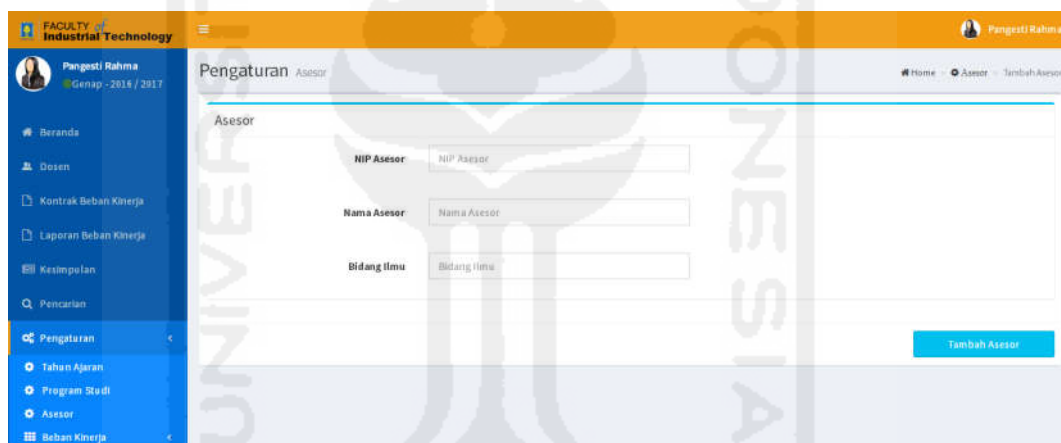 FACULTY of
Industrial Technology
Pangesti Rahma
Pangesti Rahma
Genap - 2016 / 2017
Beranda
Dosen
Kontrak Beban Kinerja
Laporan Beban Kinerja
Kesimpulan
Pencarian
Pengaturan
Tahun Ajaran
Program Studi
Asesor
Beban Kinerja
Pengaturan Asesor
Home > Asesor > Tambah Asesor
Asesor
NIP Asesor NIP Asesor
Nama Asesor Nama Asesor
Bidang Ilmu Bidang Ilmu
Tambah Asesor
UNIVERSIT
ONESIA